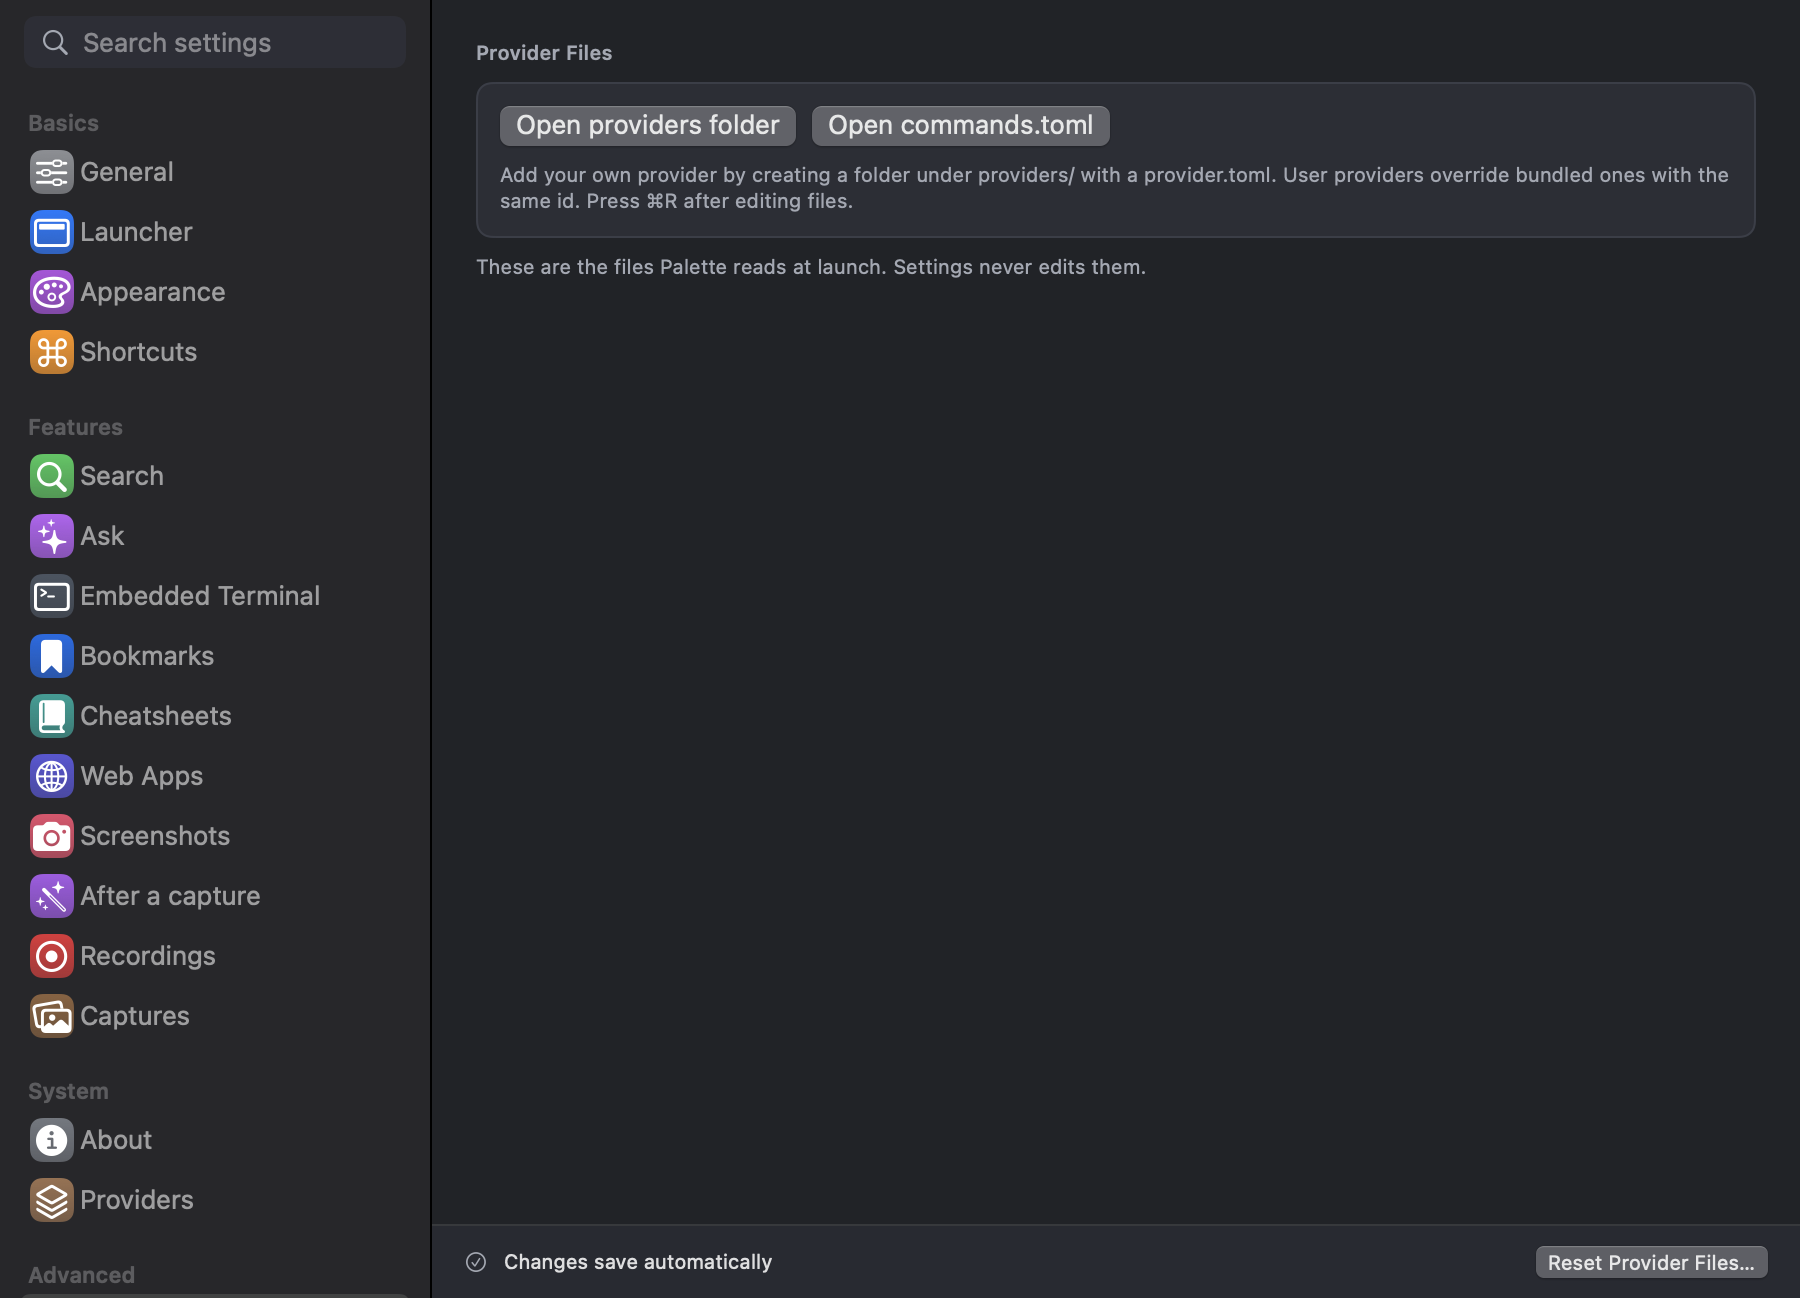 Search settings
Basics
General
Launcher
Appearance
Shortcuts
Features
Search
Ask
Embedded Terminal
Bookmarks
Cheatsheets
Web Apps
Screenshots
After a capture
Recordings
Captures
System
About
Providers
Advanced
Provider Files
Open providers folder
Open commands.toml
Add your own provider by creating a folder under providers/ with a provider.toml. User providers override bundled ones with the
same id. Press ⌘R after editing files.
These are the files Palette reads at launch. Settings never edits them.
Changes save automatically
Reset Provider Files...